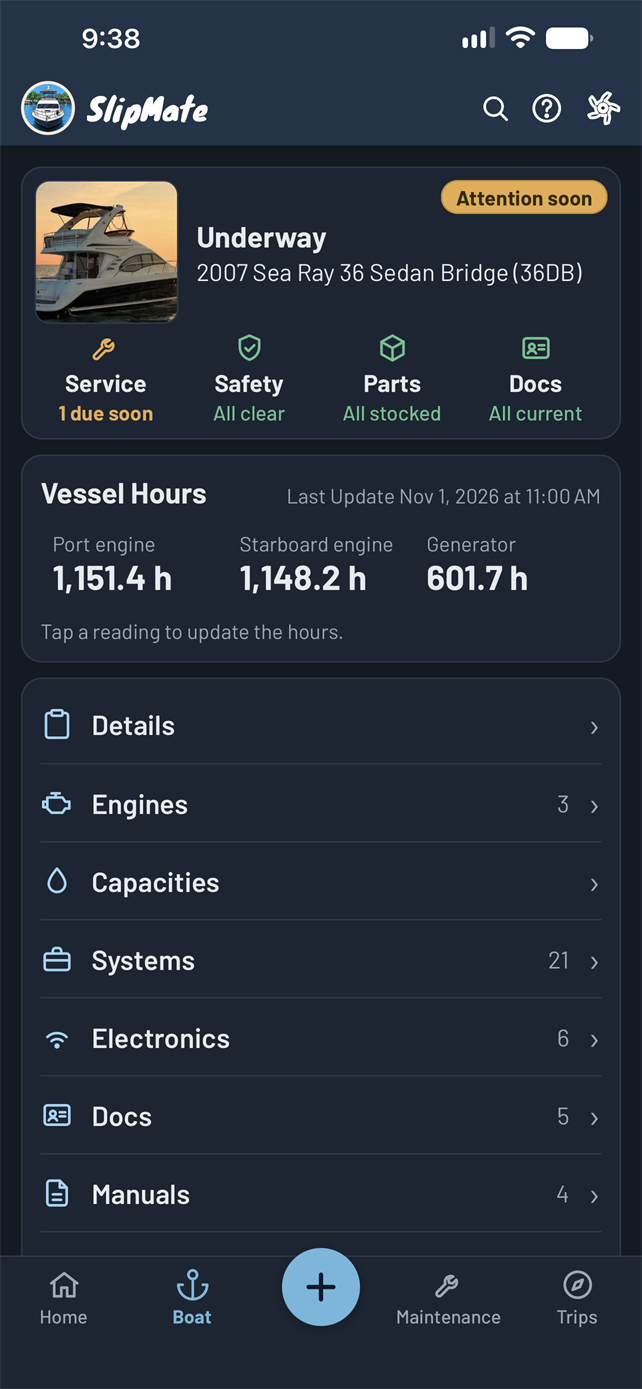 9:38
SlipMate
Attention soon
Underway
2007 Sea Ray 36 Sedan Bridge (36DB)
Service Safety Parts Docs
1 due soon All clear All stocked All current
Vessel Hours Last Update Nov 1, 2026 at 11:00 AM
Port engine Starboard engine Generator
1,151.4 h 1,148.2 h 601.7 h
Tap a reading to update the hours.
Details
Engines 3
Capacities
Systems 21
Electronics 6
Docs 5
Manuals 4
Home Boat Maintenance Trips